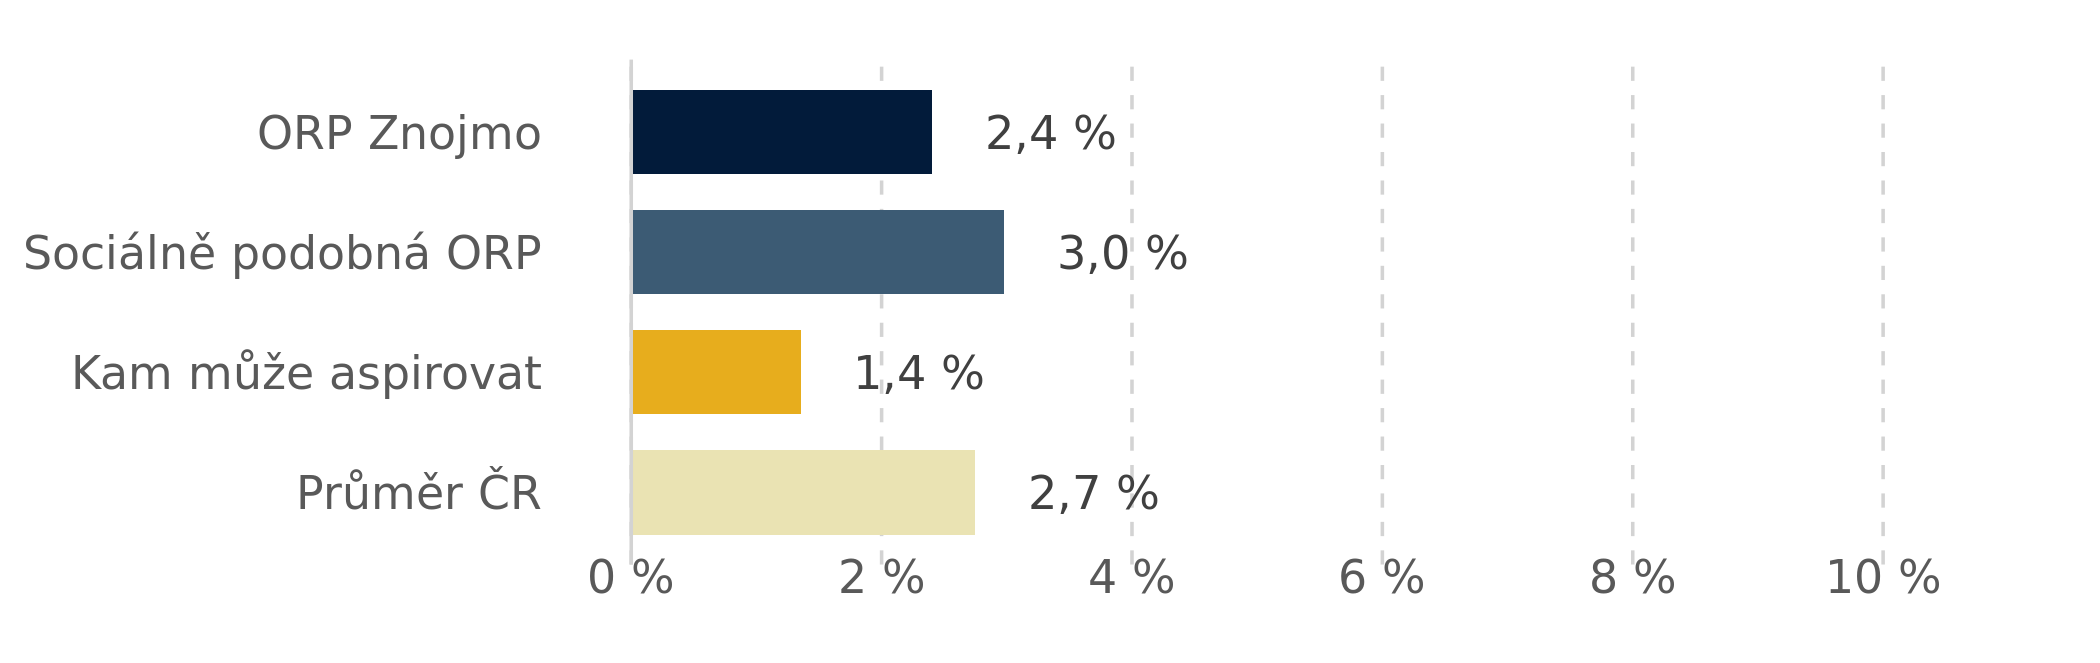 ORP Znojmo 2,4 %
Sociálně podobná ORP 3,0 %
Kam může aspirovat 1,4 %
Průměr ČR 2,7 %
0 % 2 % 4 % 6 % 8 % 10 %